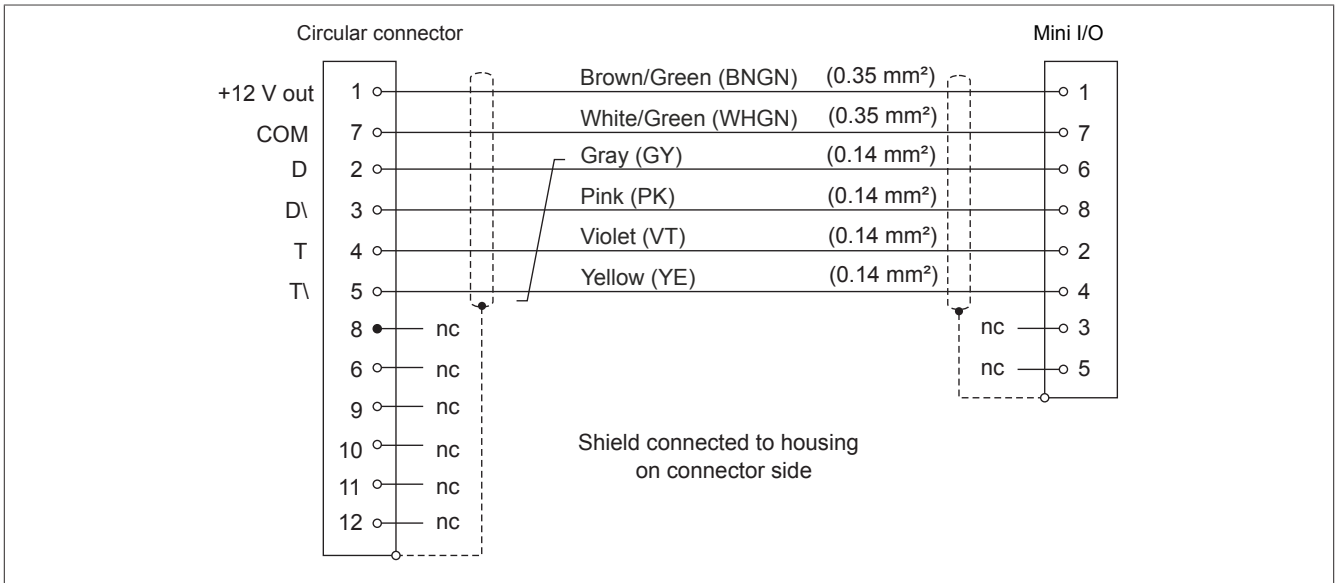 Circular connector Mini I/O
+12 V out 1 Brown/Green (BNGN) (0.35 mm²) 1
COM 7 White/Green (WHGN) (0.35 mm²) 7
D 2 Gray (GY) (0.14 mm²) 6
D\ 3 Pink (PK) (0.14 mm²) 8
T 4 Violet (VT) (0.14 mm²) 2
T\ 5 Yellow (YE) (0.14 mm²) 4
8 nc nc 3
6 nc nc 5
9 nc
10 nc
11 nc
12 nc
Shield connected to housing
on connector side